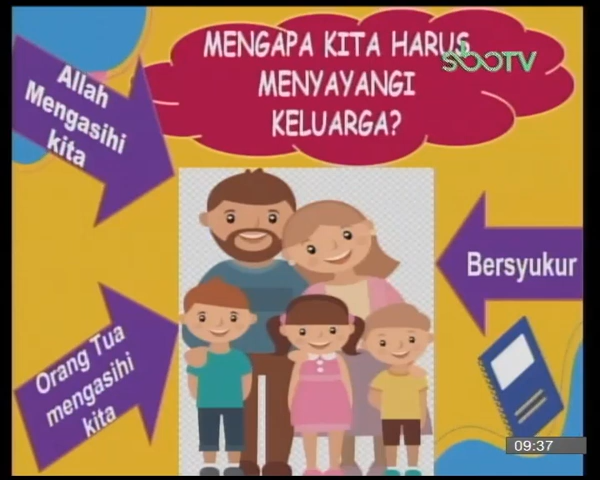 MENGAPA KITA HARUS
MENYAYANGI
KELUARGA?
sboTV
Allah
Mengasihi
kita
Bersyukur
Orang Tua
mengasihi
kita
09:37